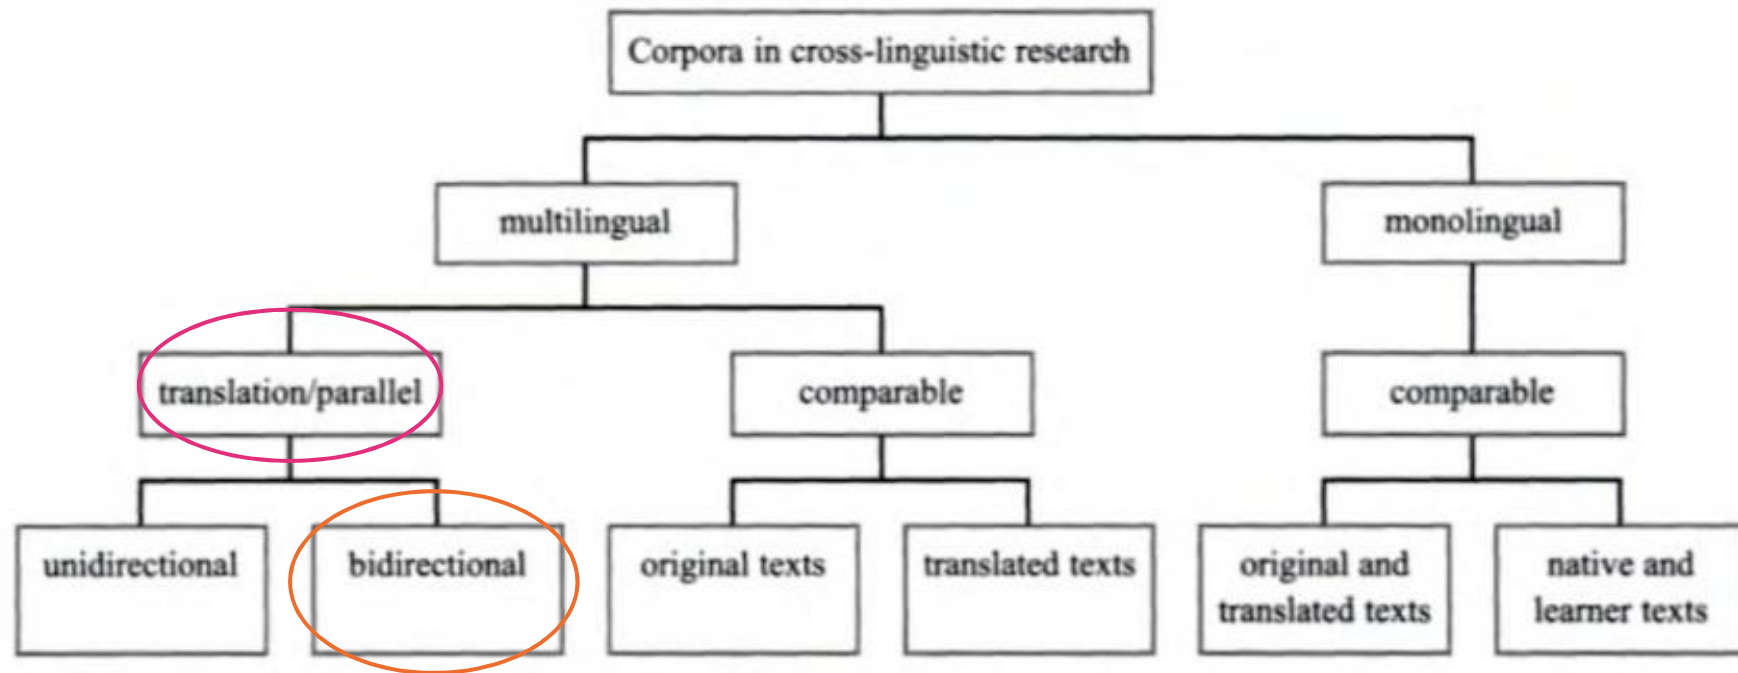 Corpora in cross-linguistic research
multilingual
monolingual
translation/parallel
comparable
comparable
unidirectional
bidirectional
original texts
translated texts
original and
translated texts
native and
learner texts